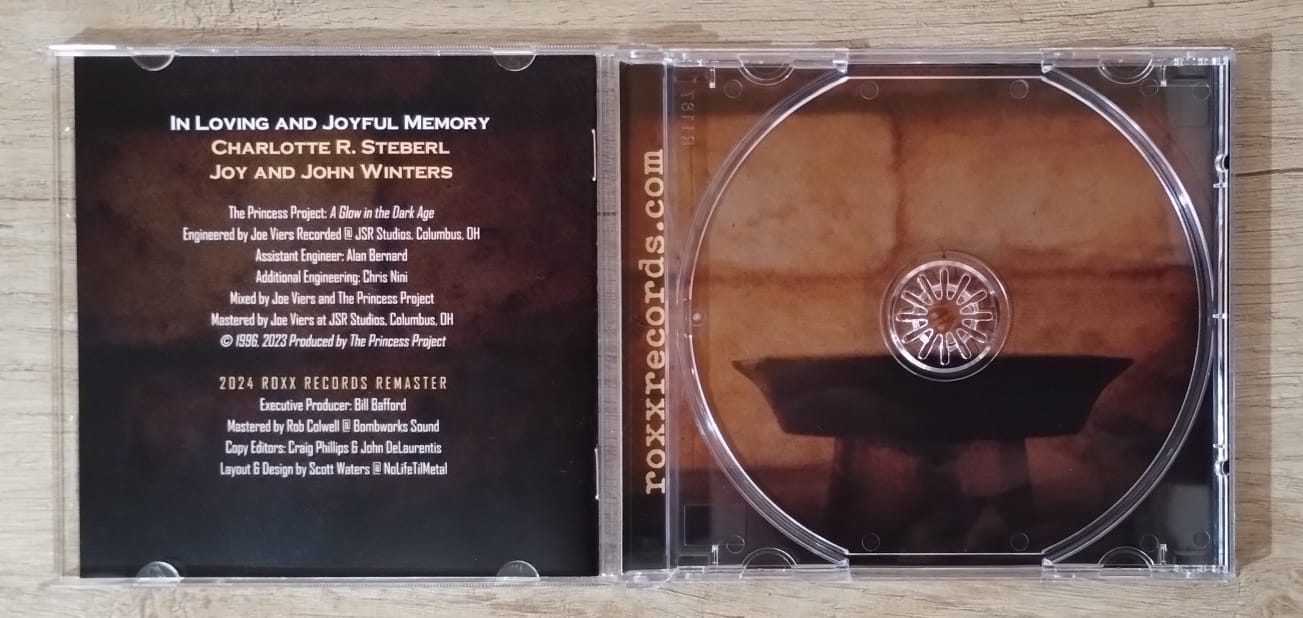 IN LOVING AND JOYFUL MEMORY
CHARLOTTE R. STEBERL
JOY AND JOHN WINTERS
The Princess Project: A Glow in the Dark Age
Engineered by Joe Viers Recorded @ JSR Studios, Columbus, OH
Assistant Engineer: Alan Bernard
Additional Engineering: Chris Nini
Mixed by Joe Viers and The Princess Project
Mastered by Joe Viers at JSR Studios, Columbus, OH
© 1996, 2023 Produced by The Princess Project
2024 ROXX RECORDS REMASTER
Executive Producer: Bill Bafford
Mastered by Rob Colwell @ Bombworks Sound
Copy Editors: Craig Phillips & John DeLaurentis
Layout & Design by Scott Waters @ NoLifeTilMetal
roxxrecords.com